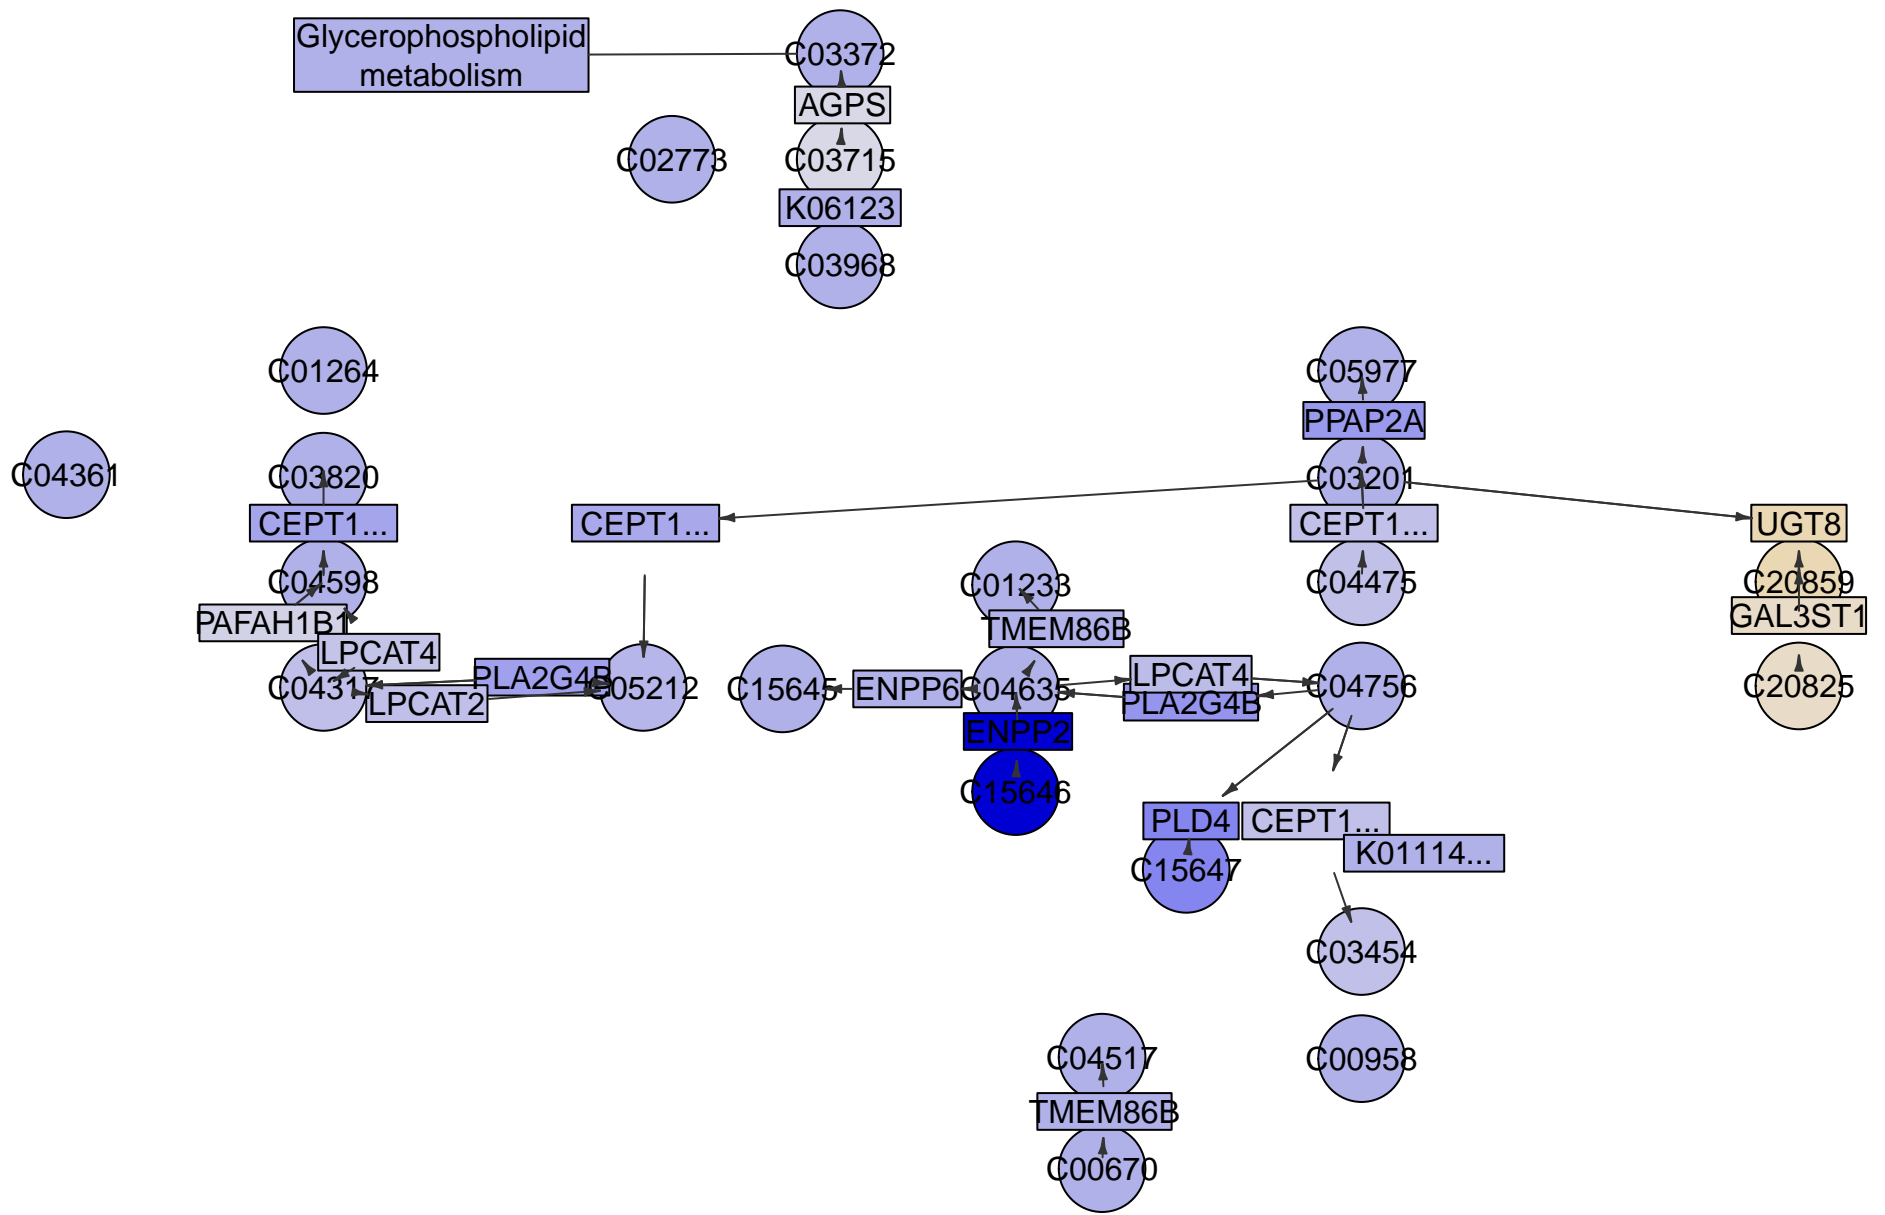 Glycerophospholipid
metabolism
C03372
AGPS
C02773
C03715
K06123
C03968
C01264
C05977
PPAP2A
C04361
C03820
C03201
CEPT1...
CEPT1...
CEPT1...
UGT8
C04598
C01233
C04475
C20859
PAFAH1B1
TMEM86B
GAL3ST1
LPCAT4
C04317
PLA2G4B
C05212
LPCAT2
C15645
ENPP6
C04635
LPCAT4
PLA2G4B
C04756
C20825
ENPP2
C15646
PLD4
CEPT1...
K01114...
C15647
C03454
C04517
C00958
TMEM86B
C00670